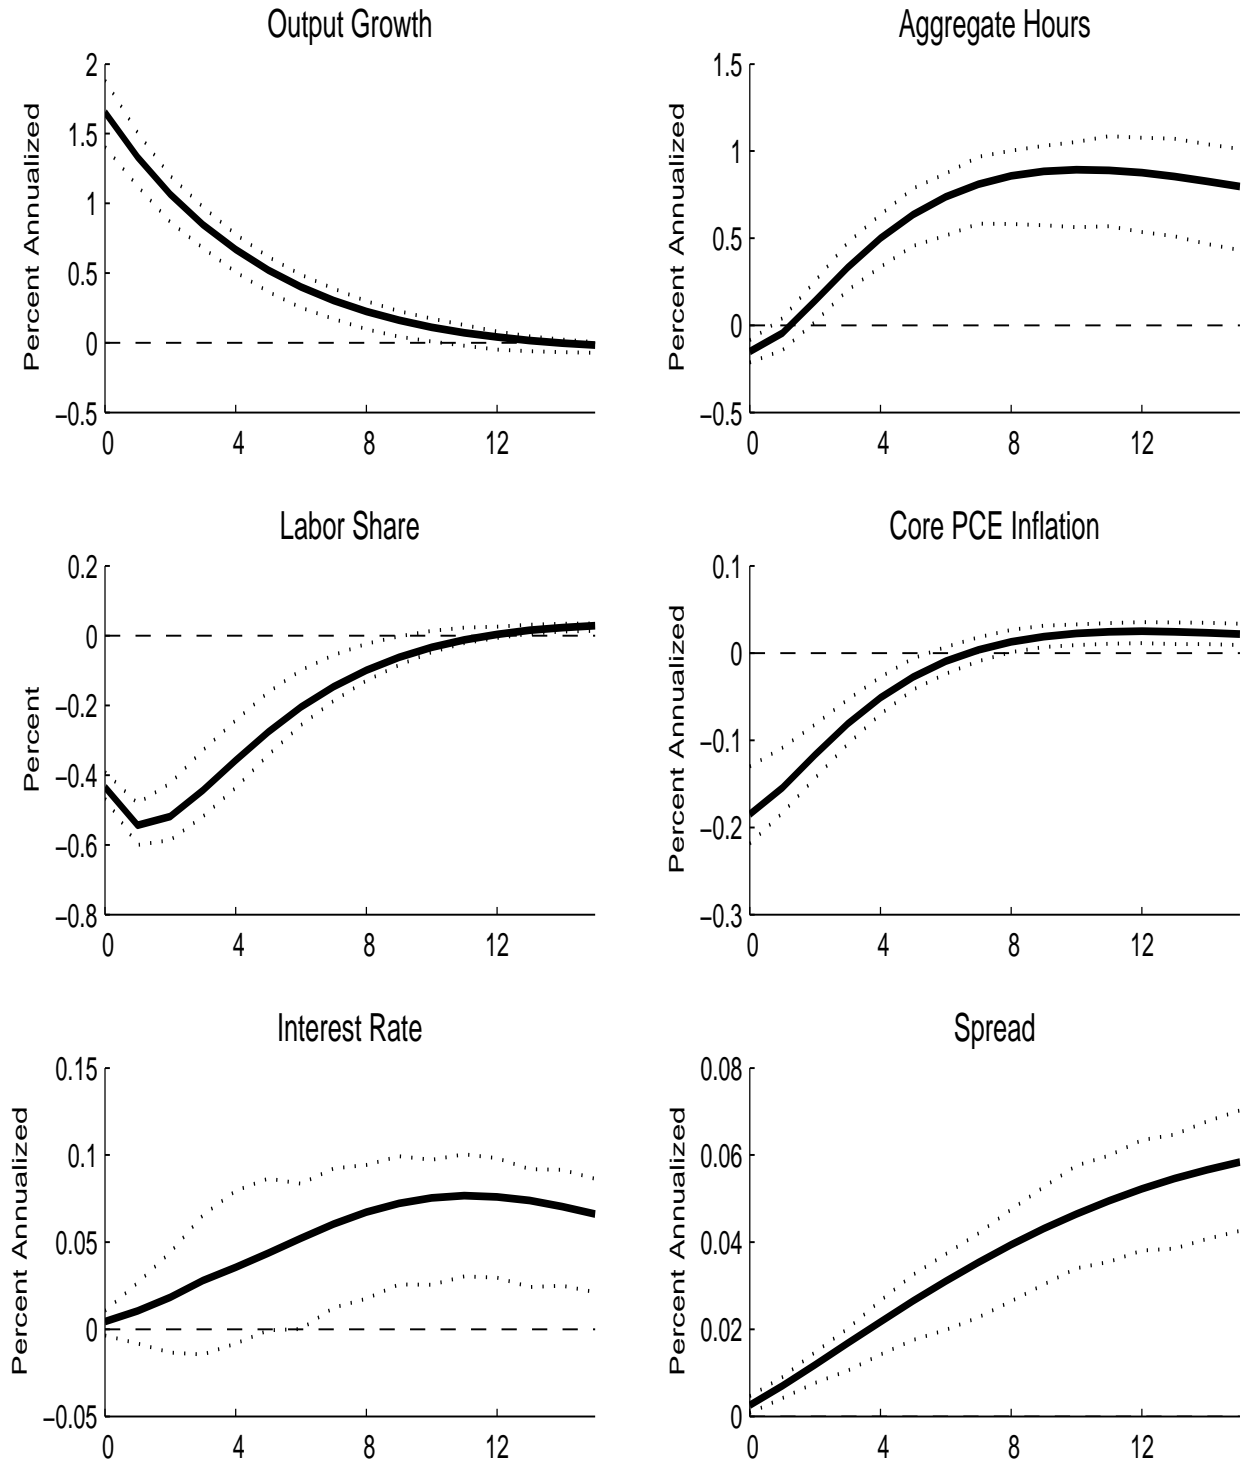 Output Growth
Percent Annualized
2
1.5
1
0.5
0
−0.5
0 4 8 12
Aggregate Hours
Percent Annualized
1.5
1
0.5
0
−0.5
0 4 8 12
Labor Share
Percent
0.2
0
−0.2
−0.4
−0.6
−0.8
0 4 8 12
Core PCE Inflation
Percent Annualized
0.1
0
−0.1
−0.2
−0.3
0 4 8 12
Interest Rate
Percent Annualized
0.15
0.1
0.05
0
−0.05
0 4 8 12
Spread
Percent Annualized
0.08
0.06
0.04
0.02
0
0 4 8 12